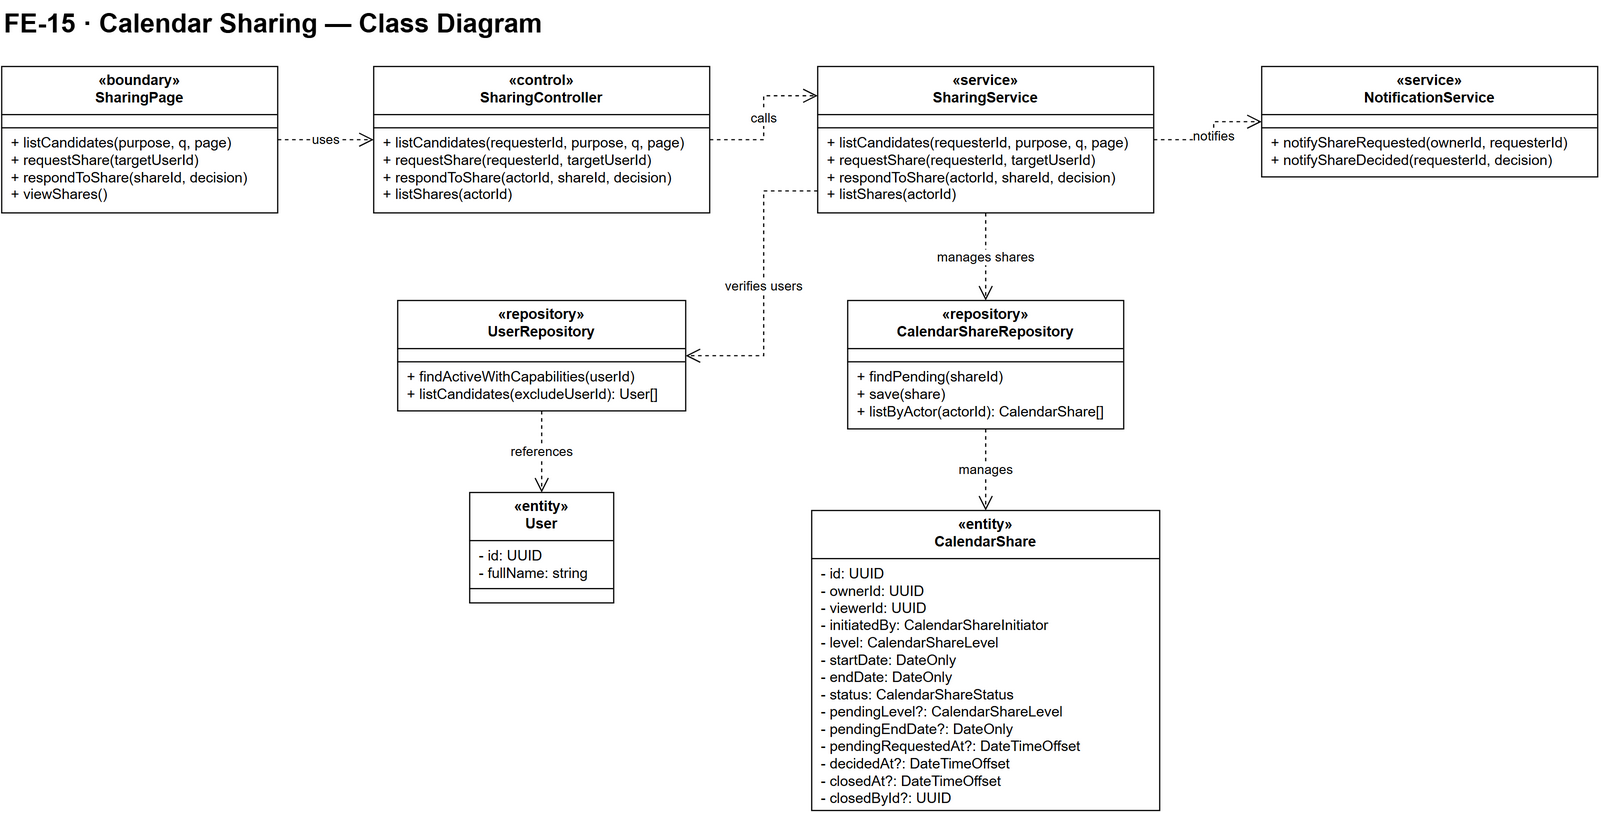 FE-15 · Calendar Sharing — Class Diagram
«boundary»
SharingPage
+ listCandidates(purpose, q, page)
+ requestShare(targetUserId)
+ respondToShare(shareId, decision)
+ viewShares()
uses
«control»
SharingController
+ listCandidates(requesterId, purpose, q, page)
+ requestShare(requesterId, targetUserId)
+ respondToShare(actorId, shareId, decision)
+ listShares(actorId)
calls
«service»
SharingService
+ listCandidates(requesterId, purpose, q, page)
+ requestShare(requesterId, targetUserId)
+ respondToShare(actorId, shareId, decision)
+ listShares(actorId)
notifies
«service»
NotificationService
+ notifyShareRequested(ownerId, requesterId)
+ notifyShareDecided(requesterId, decision)
verifies users
manages shares
«repository»
UserRepository
+ findActiveWithCapabilities(userId)
+ listCandidates(excludeUserId): User[]
«repository»
CalendarShareRepository
+ findPending(shareId)
+ save(share)
+ listByActor(actorId): CalendarShare[]
references
manages
«entity»
User
- id: UUID
- fullName: string
«entity»
CalendarShare
- id: UUID
- ownerId: UUID
- viewerId: UUID
- initiatedBy: CalendarShareInitiator
- level: CalendarShareLevel
- startDate: DateOnly
- endDate: DateOnly
- status: CalendarShareStatus
- pendingLevel?: CalendarShareLevel
- pendingEndDate?: DateOnly
- pendingRequestedAt?: DateTimeOffset
- decidedAt?: DateTimeOffset
- closedAt?: DateTimeOffset
- closedById?: UUID